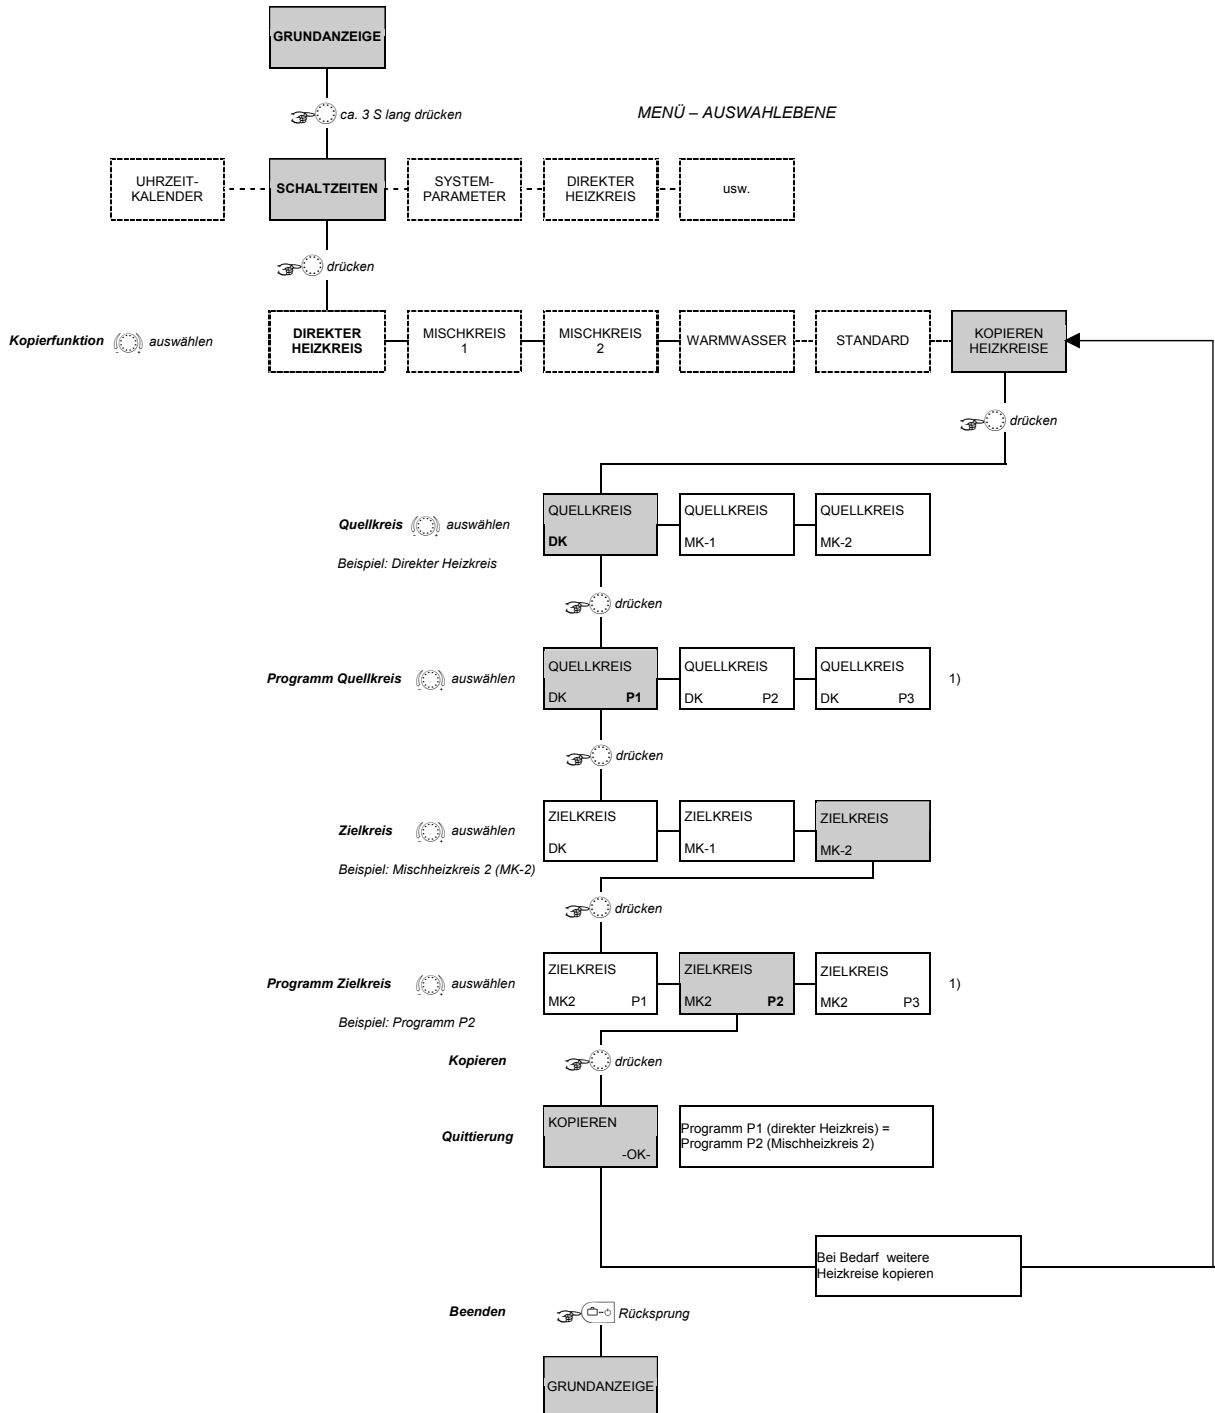 GRUNDANZEIGE
ca. 3 S lang drücken
MENÜ – AUSWAHLEBENE
UHRZEIT-
KALENDER
SCHALTZEITEN
SYSTEM-
PARAMETER
DIREKTER
HEIZKREIS
usw.
drücken
Kopierfunktion auswählen
DIREKTER
HEIZKREIS
MISCHKREIS
1
MISCHKREIS
2
WARMWASSER
STANDARD
KOPIEREN
HEIZKREISE
drücken
Quellkreis auswählen
Beispiel: Direkter Heizkreis
QUELLKREIS
DK
QUELLKREIS
MK-1
QUELLKREIS
MK-2
drücken
Programm Quellkreis auswählen
QUELLKREIS
DK P1
QUELLKREIS
DK P2
QUELLKREIS
DK P3
1)
drücken
Zielkreis auswählen
Beispiel: Mischheizkreis 2 (MK-2)
ZIELKREIS
DK
ZIELKREIS
MK-1
ZIELKREIS
MK-2
drücken
Programm Zielkreis auswählen
Beispiel: Programm P2
ZIELKREIS
MK2 P1
ZIELKREIS
MK2 P2
ZIELKREIS
MK2 P3
1)
Kopieren
drücken
Quittierung
KOPIEREN
-OK-
Programm P1 (direkter Heizkreis) =
Programm P2 (Mischheizkreis 2)
Bei Bedarf weitere
Heizkreise kopieren
Beenden
Rücksprung
GRUNDANZEIGE